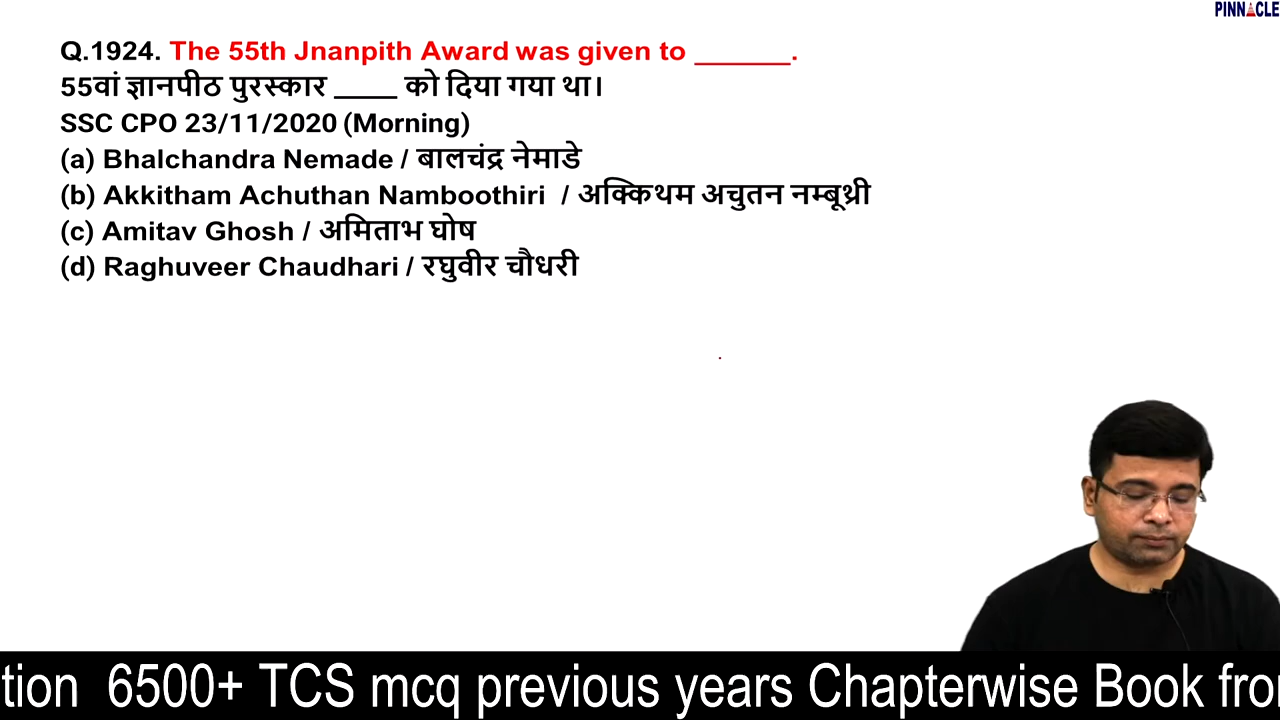 PINNACLE
Q.1924. The 55th Jnanpith Award was given to ______.
55वां ज्ञानपीठ पुरस्कार ____ को दिया गया था।
SSC CPO 23/11/2020 (Morning)
(a) Bhalchandra Nemade / बालचंद्र नेमाडे
(b) Akkitham Achuthan Namboothiri / अक्किथम अचुतन नम्बूथ्री
(c) Amitav Ghosh / अमिताभ घोष
(d) Raghuveer Chaudhari / रघुवीर चौधरी
tion 6500+ TCS mcq previous years Chapterwise Book fro